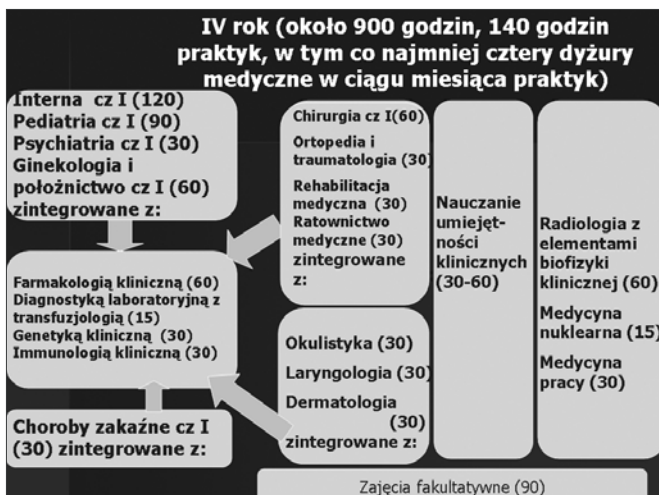 IV rok (około 900 godzin, 140 godzin
praktyk, w tym co najmniej cztery dyżury
medyczne w ciągu miesiąca praktyk)
Interna cz I (120)
Pediatria cz I (90)
Psychiatria cz I (30)
Ginekologia i
położnictwo cz I (60)
zintegrowane z:
Farmakologią kliniczną (60)
Diagnostyką laboratoryjną z
transfuzjologią (15)
Genetyką kliniczną (30)
Immunologią kliniczną (30)
Choroby zakaźne cz I
(30) zintegrowane z:
Chirurgia cz I(60)
Ortopedia i
traumatologia (30)
Rehabilitacja
medyczna (30)
Ratownictwo
medyczne (30)
zintegrowane
z:
Okulistyka (30)
Laryngologia (30)
Dermatologia
(30)
zintegrowane z:
Nauczanie
umiejęt-
ności
klinicznych
(30-60)
Radiologia z
elementami
biofizyki
klinicznej (60)
Medycyna
nuklearna (15)
Medycyna
pracy (30)
Zajęcia fakultatywne (90)